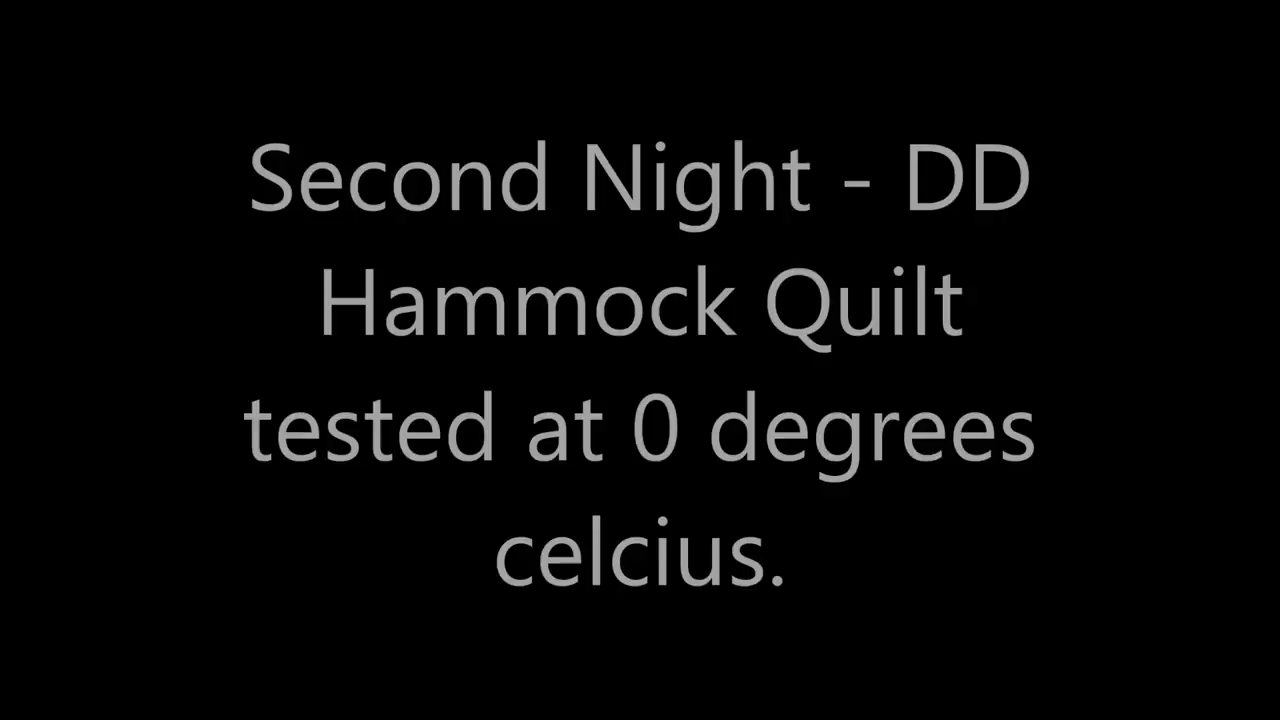 Second Night - DD
Hammock Quilt
tested at 0 degrees
celcius.